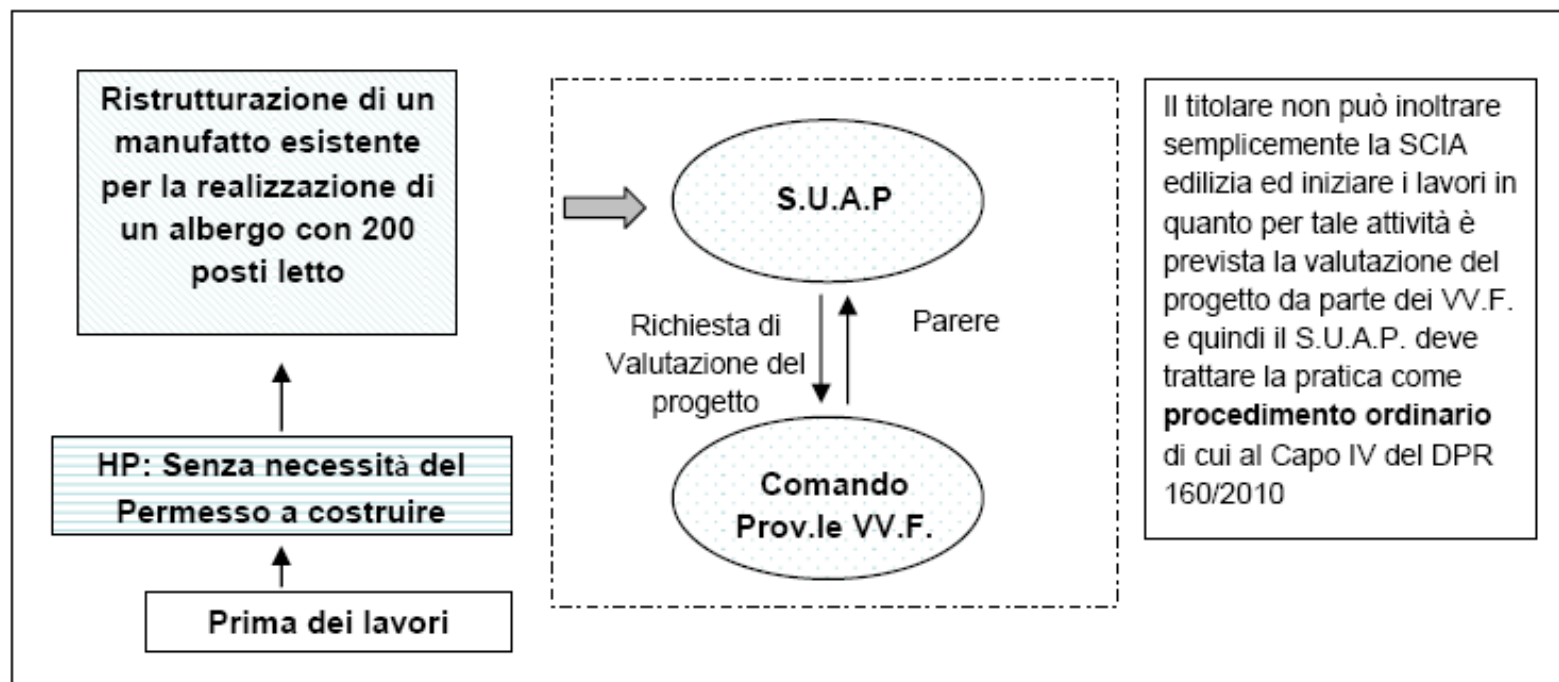 Ristrutturazione di un
manufatto esistente
per la realizzazione di
un albergo con 200
posti letto
HP: Senza necessità del
Permesso a costruire
Prima dei lavori
S.U.A.P
Richiesta di
Valutazione del
progetto
Parere
Comando
Prov.le VV.F.
Il titolare non può inoltrare
semplicemente la SCIA
edilizia ed iniziare i lavori in
quanto per tale attività è
prevista la valutazione del
progetto da parte dei VV.F.
e quindi il S.U.A.P. deve
trattare la pratica come
procedimento ordinario
di cui al Capo IV del DPR
160/2010